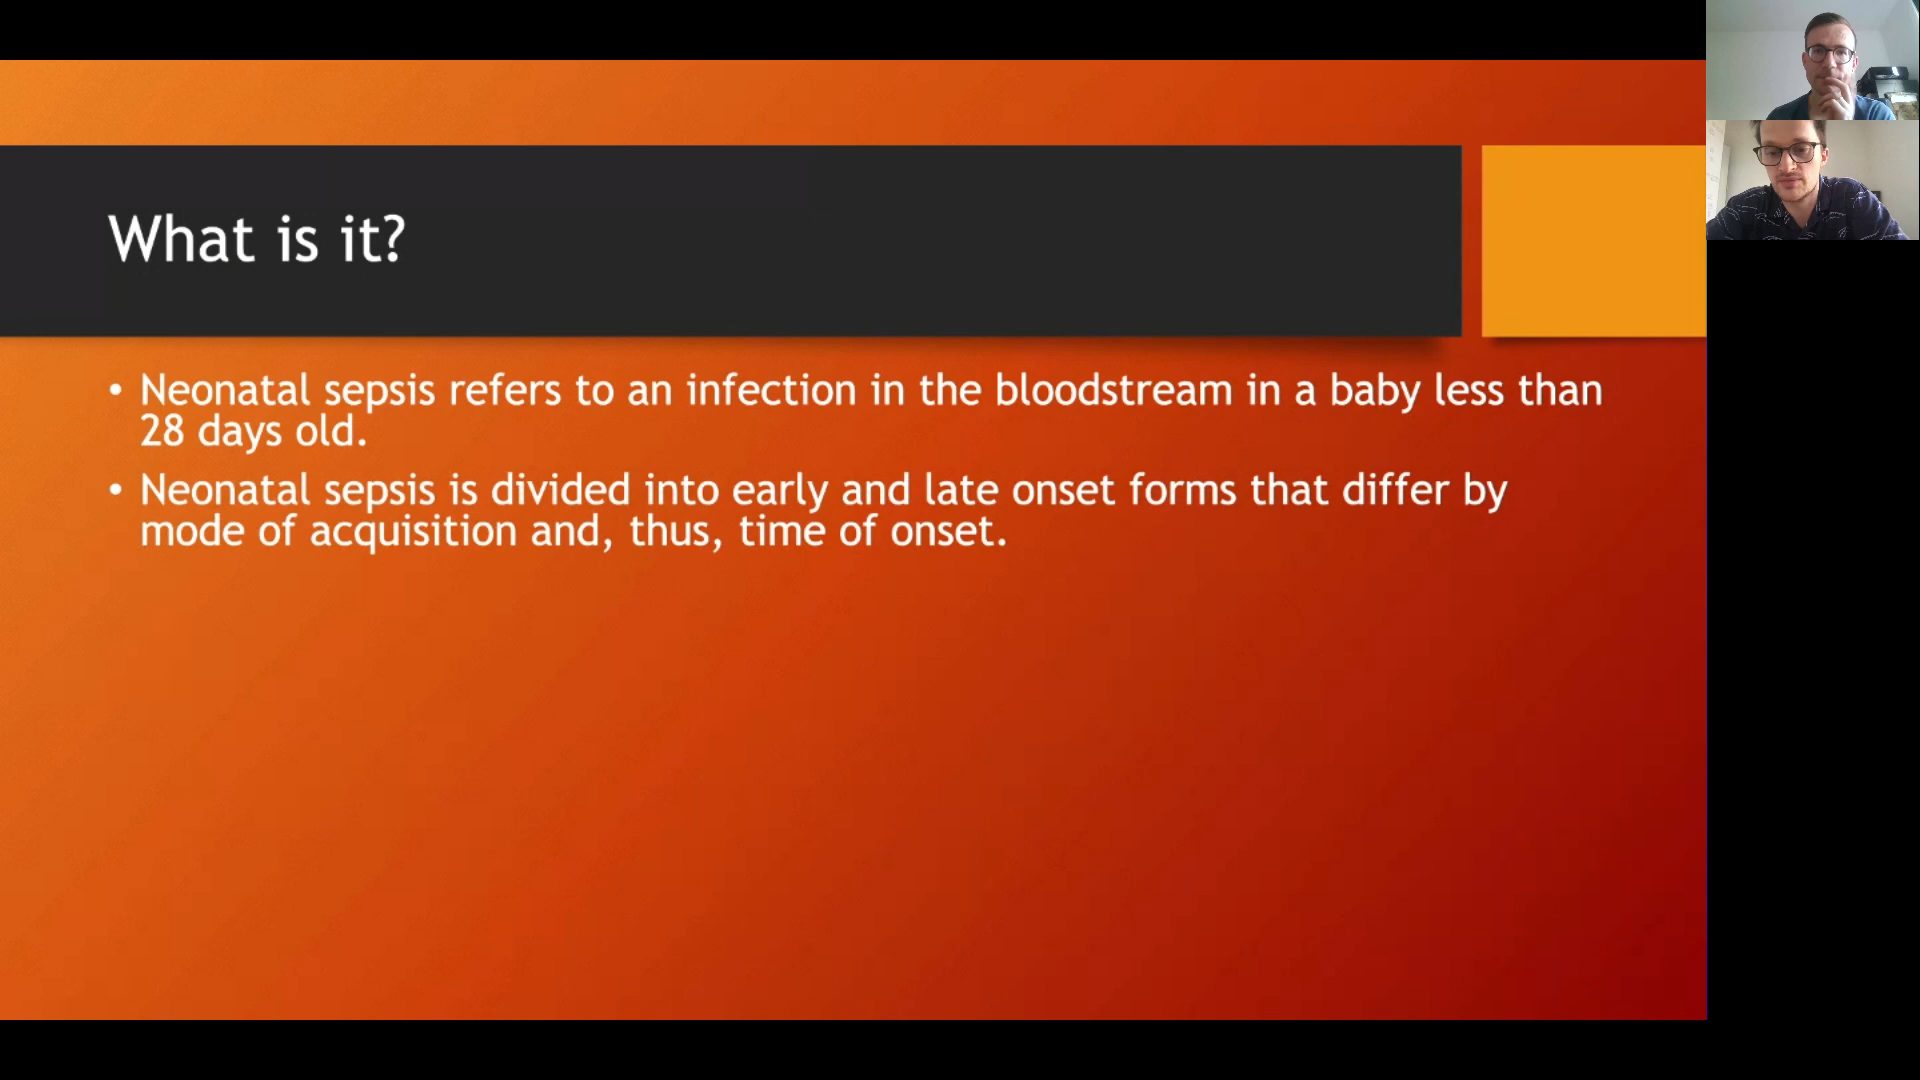 What is it?
• Neonatal sepsis refers to an infection in the bloodstream in a baby less than
28 days old.
• Neonatal sepsis is divided into early and late onset forms that differ by
mode of acquisition and, thus, time of onset.